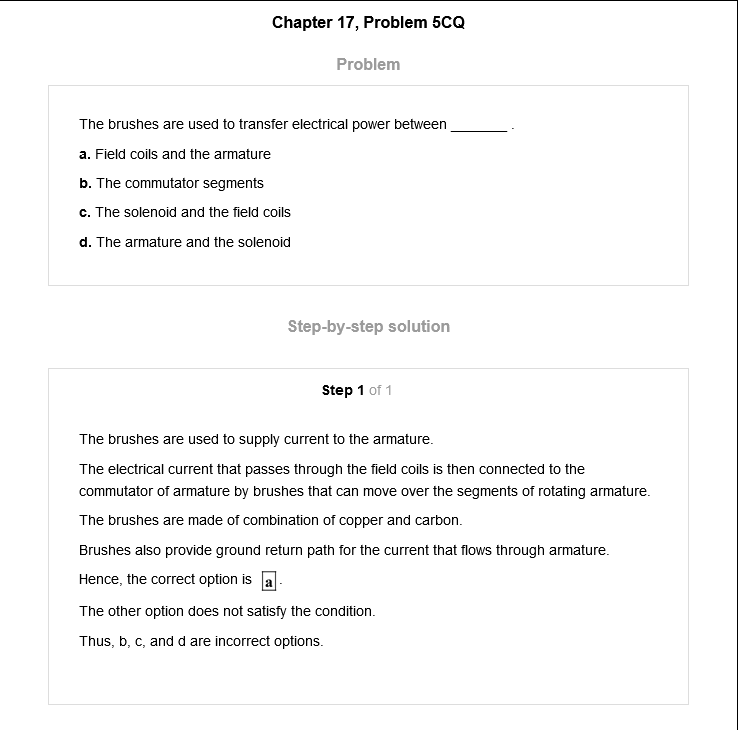 Chapter 17, Problem 5CQ
Problem
The brushes are used to transfer electrical power between _______ .
a. Field coils and the armature
b. The commutator segments
c. The solenoid and the field coils
d. The armature and the solenoid
Step-by-step solution
Step 1 of 1
The brushes are used to supply current to the armature.
The electrical current that passes through the field coils is then connected to the
commutator of armature by brushes that can move over the segments of rotating armature.
The brushes are made of combination of copper and carbon.
Brushes also provide ground return path for the current that flows through armature.
Hence, the correct option is a .
The other option does not satisfy the condition.
Thus, b, c, and d are incorrect options.